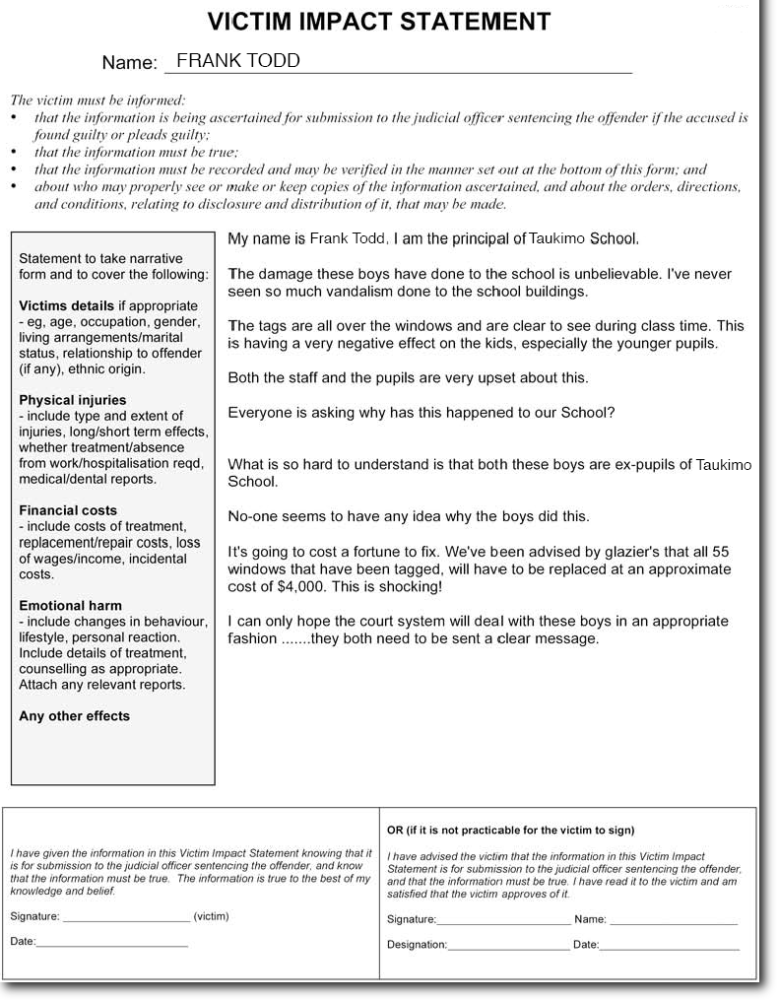 VICTIM IMPACT STATEMENT
Name: FRANK TODD
The victim must be informed:
• that the information is being ascertained for submission to the judicial officer sentencing the offender if the accused is
found guilty or pleads guilty;
• that the information must be true;
• that the information must be recorded and may be verified in the manner set out at the bottom of this form; and
• about who may properly see or make or keep copies of the information ascertained, and about the orders, directions,
and conditions, relating to disclosure and distribution of it, that may be made.
Statement to take narrative
form and to cover the following:
Victims details if appropriate
- eg, age, occupation, gender,
living arrangements/marital
status, relationship to offender
(if any), ethnic origin.
Physical injuries
- include type and extent of
injuries, long/short term effects,
whether treatment/absence
from work/hospitalisation reqd,
medical/dental reports.
Financial costs
- include costs of treatment,
replacement/repair costs, loss
of wages/income, incidental
costs.
Emotional harm
- include changes in behaviour,
lifestyle, personal reaction.
Include details of treatment,
counselling as appropriate.
Attach any relevant reports.
Any other effects
My name is Frank Todd, I am the principal of Taukimo School.
The damage these boys have done to the school is unbelievable. I've never
seen so much vandalism done to the school buildings.
The tags are all over the windows and are clear to see during class time. This
is having a very negative effect on the kids, especially the younger pupils.
Both the staff and the pupils are very upset about this.
Everyone is asking why has this happened to our School?
What is so hard to understand is that both these boys are ex-pupils of Taukimo
School.
No-one seems to have any idea why the boys did this.
It's going to cost a fortune to fix. We've been advised by glazier's that all 55
windows that have been tagged, will have to be replaced at an approximate
cost of $4,000. This is shocking!
I can only hope the court system will deal with these boys in an appropriate
fashion .......they both need to be sent a clear message.
I have given the information in this Victim Impact Statement knowing that it
is for submission to the judicial officer sentencing the offender, and know
that the information must be true. The information is true to the best of my
knowledge and belief.
Signature: ______________________ (victim)
Date:__________________________
OR (if it is not practicable for the victim to sign)
I have advised the victim that the information in this Victim Impact
Statement is for submission to the judicial officer sentencing the offender,
and that the information must be true. I have read it to the victim and am
satisfied that the victim approves of it.
Signature:_______________________ Name: ______________________
Designation:_____________________ Date:________________________